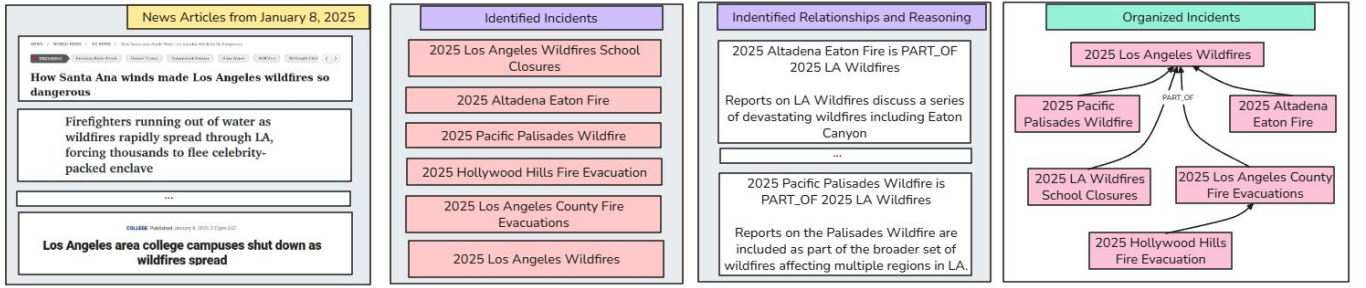 News Articles from January 8, 2025
How Santa Ana winds made Los Angeles wildfires so
dangerous
Firefighters running out of water as
wildfires rapidly spread through LA,
forcing thousands to flee celebrity-
packed enclave
...
COLLEGE Published January 8, 2025 2:23pm EST
Los Angeles area college campuses shut down as
wildfires spread
Identified Incidents
2025 Los Angeles Wildfires School
Closures
2025 Altadena Eaton Fire
2025 Pacific Palisades Wildfire
2025 Hollywood Hills Fire Evacuation
2025 Los Angeles County Fire
Evacuations
2025 Los Angeles Wildfires
Indentified Relationships and Reasoning
2025 Altadena Eaton Fire is PART_OF
2025 LA Wildfires
Reports on LA Wildfires discuss a series
of devastating wildfires including Eaton
Canyon
...
2025 Pacific Palisades Wildfire is
PART_OF 2025 LA Wildfires
Reports on the Palisades Wildfire are
included as part of the broader set of
wildfires affecting multiple regions in LA.
Organized Incidents
2025 Los Angeles Wildfires
PART_OF
2025 Pacific
Palisades Wildfire
2025 Altadena
Eaton Fire
2025 LA Wildfires
School Closures
2025 Los Angeles County
Fire Evacuations
2025 Hollywood Hills
Fire Evacuation